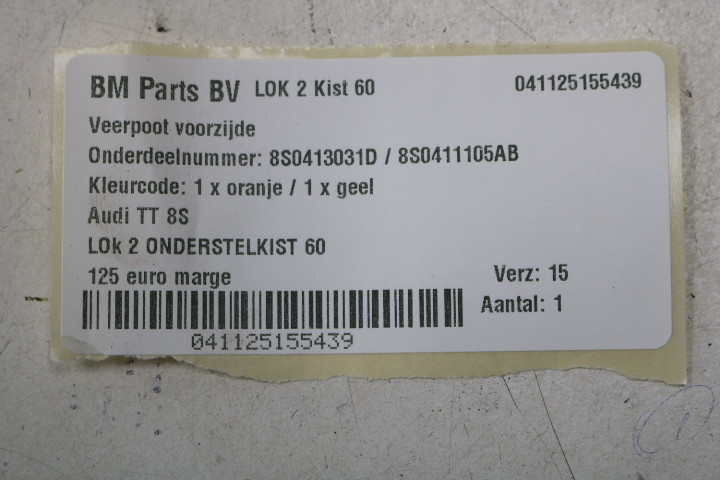 BM Parts BV LOK 2 Kist 60 041125155439
Veerpoot voorzijde
Onderdeelnummer: 8S0413031D / 8S0411105AB
Kleurcode: 1 x oranje / 1 x geel
Audi TT 8S
LOk 2 ONDERSTELKIST 60
125 euro marge Verz: 15
Aantal: 1
041125155439